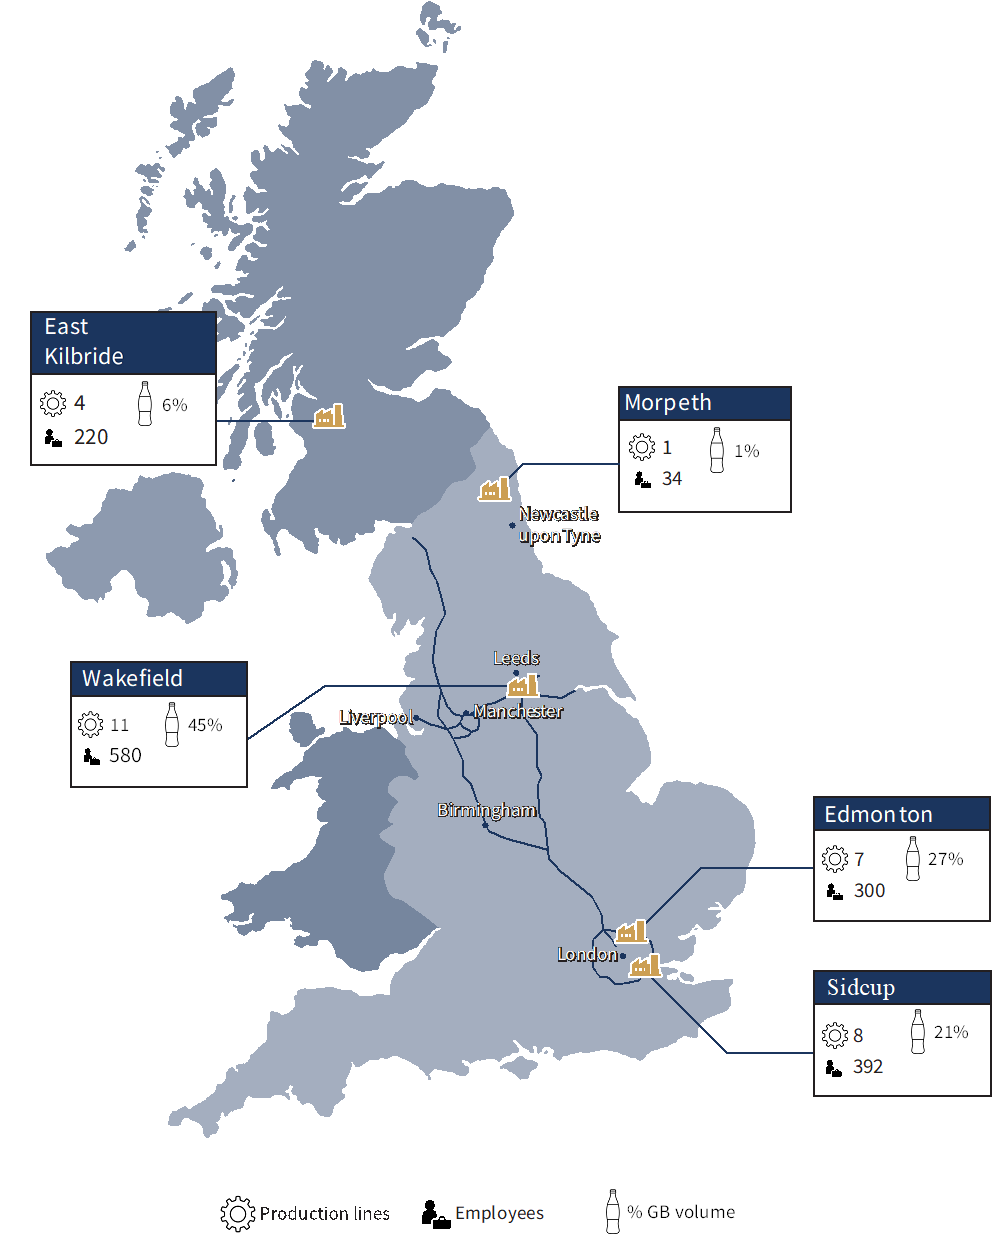 East
Kilbride
4
6%
220
Morpeth
1
1%
34
Newcastle
upon Tyne
Leeds
Wakefield
11
45%
580
Liverpool
Manchester
Birmingham
Edmonton
7
27%
300
London
Sidcup
8
21%
392
Production lines
Employees
% GB volume